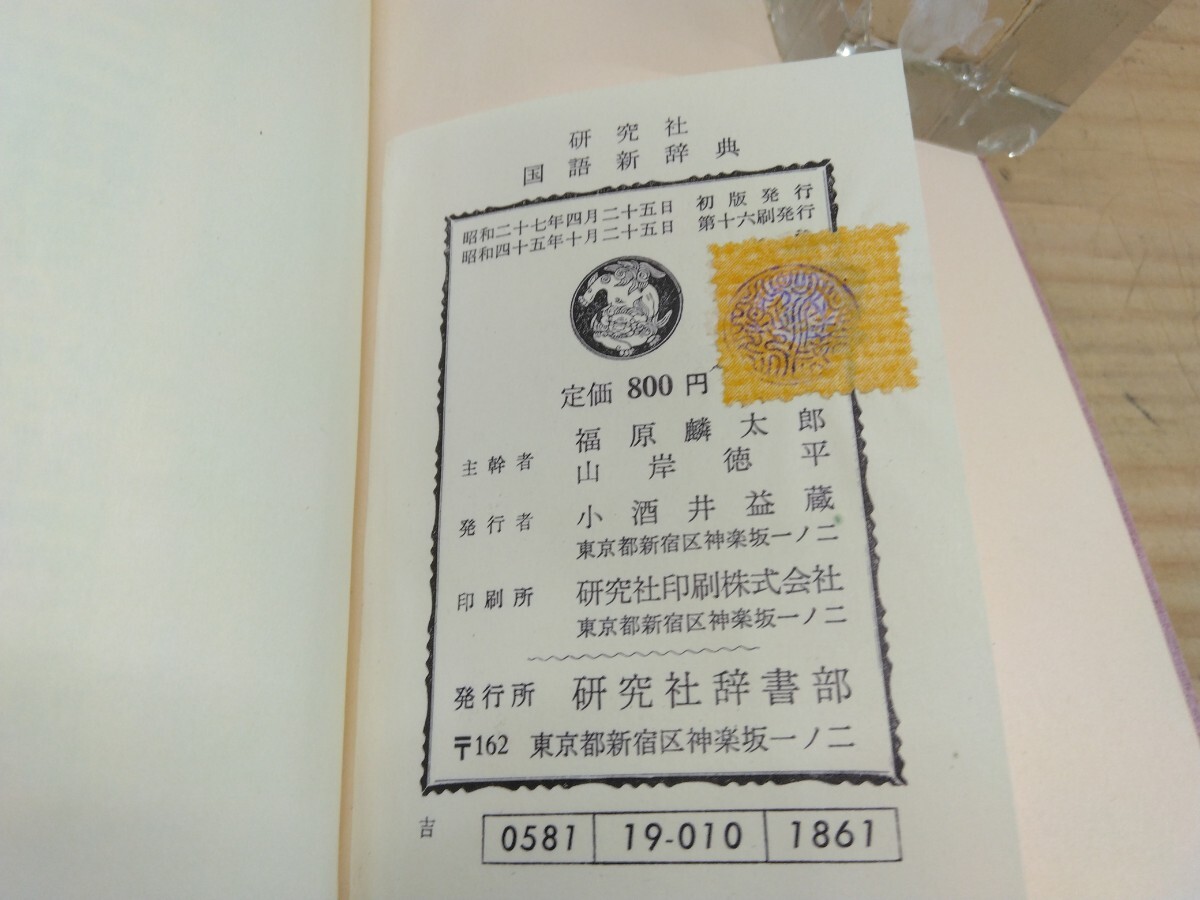 研究社
国語新辞典
昭和二十七年四月二十五日 初版発行
昭和四十五年十月二十五日 第十六刷発行
定価 800 円
主幹者 福原麟太郎
山岸徳平
発行者 小酒井益蔵
東京都新宿区神楽坂一ノ二
印刷所 研究社印刷株式会社
東京都新宿区神楽坂一ノ二
発行所 研究社辞書部
〒162 東京都新宿区神楽坂一ノ二
吉
0581 19-010 1861